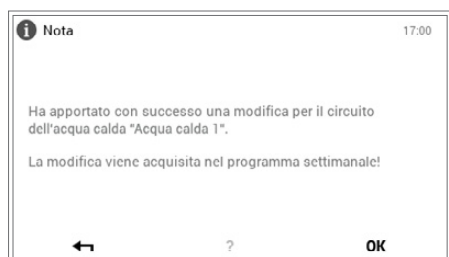 Nota 17:00
Ha apportato con successo una modifica per il circuito
dell'acqua calda "Acqua calda 1".
La modifica viene acquisita nel programma settimanale!
? OK